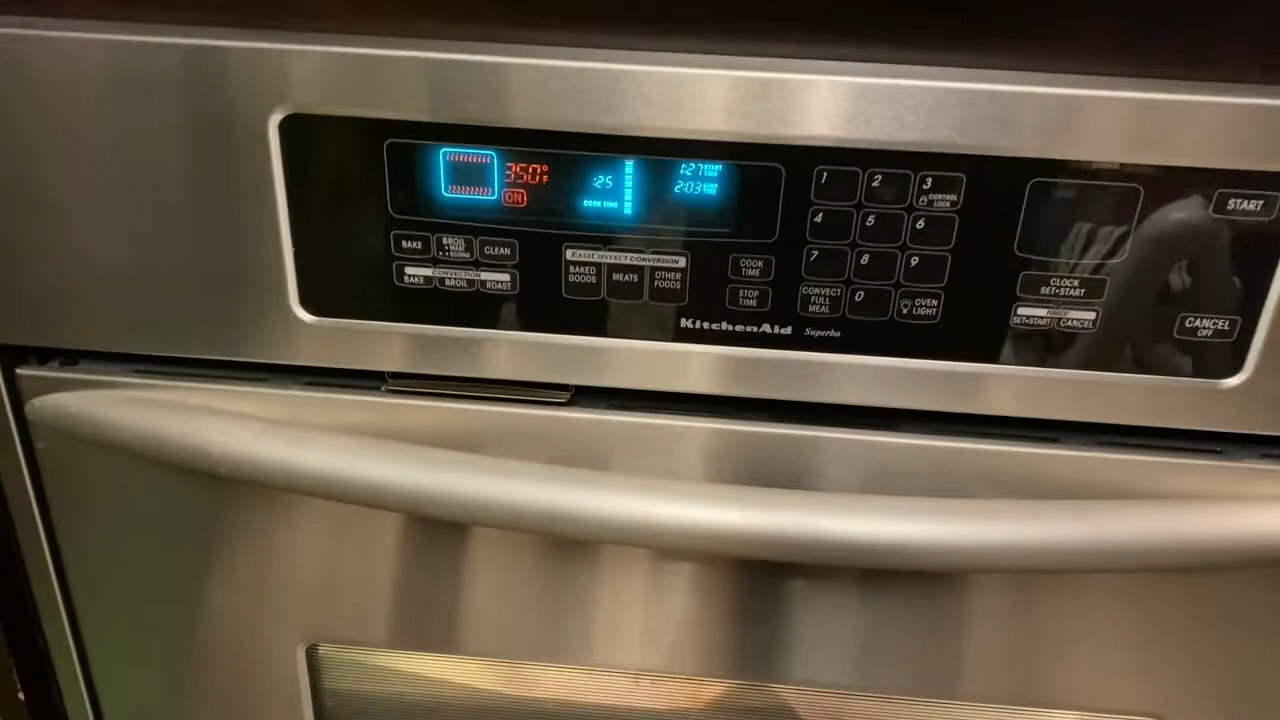 350°F
ON
:25
COOK TIME
1:27 START TIME
2:03 STOP TIME
BAKE
BROIL
• MAXI
• • ECONO
CLEAN
CONVECTION
BAKE BROIL ROAST
EASYCONVECT CONVERSION
BAKED GOODS
MEATS
OTHER FOODS
COOK TIME
STOP TIME
1
2
3
CONTROL LOCK
4
5
6
7
8
9
CONVECT FULL MEAL
0
OVEN LIGHT
START
CLOCK
SET•START
TIMER
SET•START CANCEL
CANCEL
OFF
KitchenAid Superba